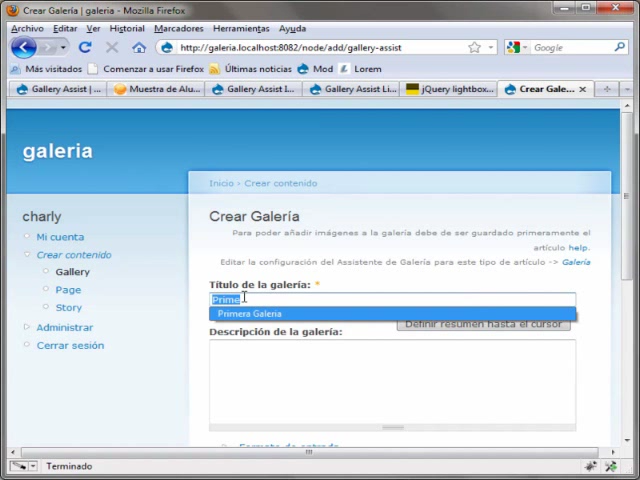 Crear Galería | galeria - Mozilla Firefox
Archivo Editar Ver Historial Marcadores Herramientas Ayuda
http://galeria.localhost:8082/node/add/gallery-assist
Google
Más visitados Comenzar a usar Firefox Últimas noticias Mod Lorem
Gallery Assist | ... Muestra de Alu... Gallery Assist I... Gallery Assist Li... jQuery lightbox... Crear Gale...
galeria
Inicio » Crear contenido
charly
Mi cuenta
Crear contenido
Gallery
Page
Story
Administrar
Cerrar sesión
Crear Galería
Para poder añadir imágenes a la galería debe de ser guardado primeramente el
artículo help.
Editar la configuración del Assistente de Galería para este tipo de artículo -> Galería
Título de la galería: *
Prime
Primera Galeria
Definir resumen hasta el cursor
Descripción de la galería:
Formato de entrada
Terminado